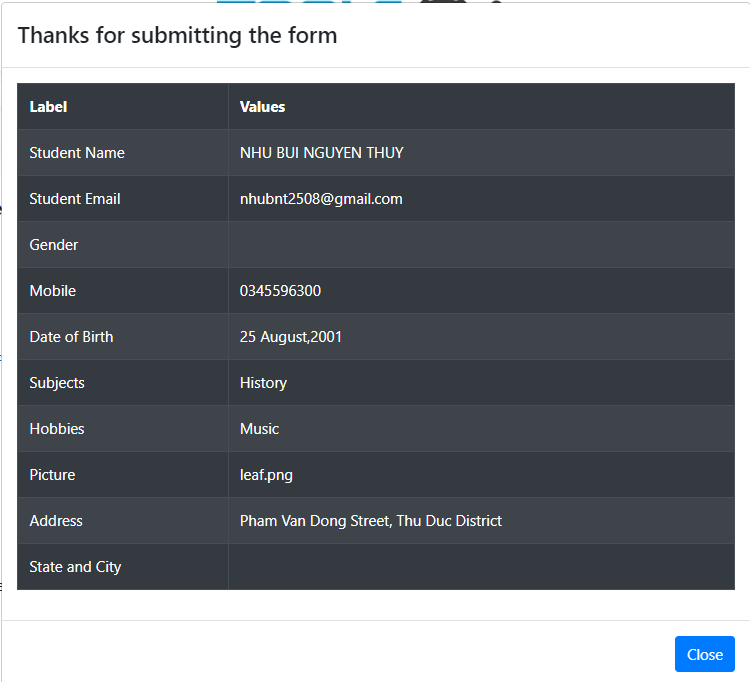 Thanks for submitting the form
Label Values
Student Name NHU BUI NGUYEN THUY
Student Email nhubnt2508@gmail.com
Gender
Mobile 0345596300
Date of Birth 25 August,2001
Subjects History
Hobbies Music
Picture leaf.png
Address Pham Van Dong Street, Thu Duc District
State and City
Close